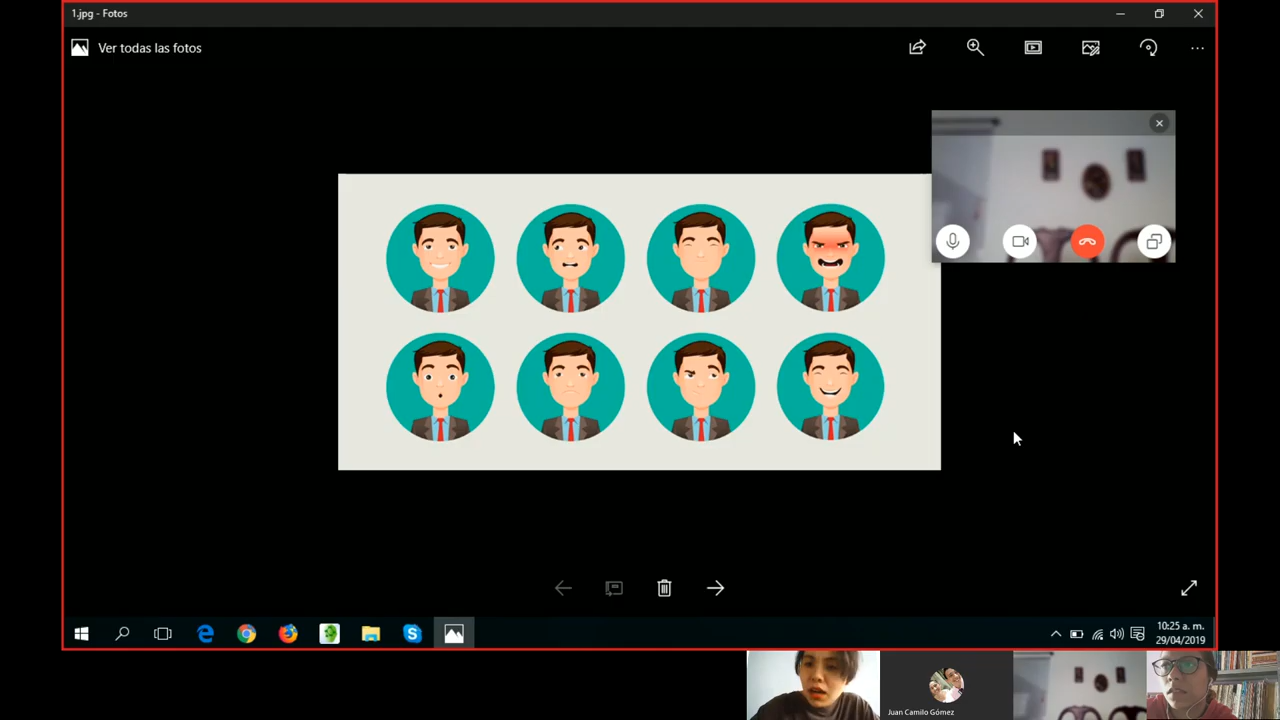 1.jpg - Fotos
Ver todas las fotos
10:25 a. m.
29/04/2019
Juan Camilo Gómez